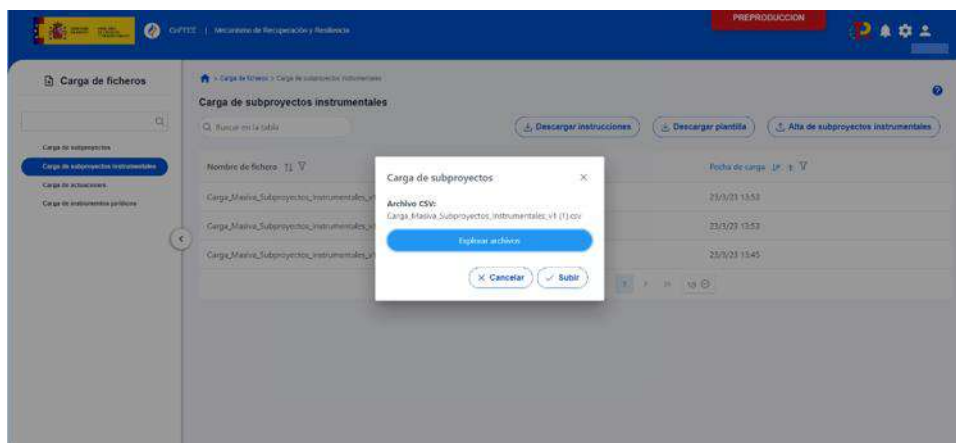 PREPRODUCCION
CoFFEE | Mecanismo de Recuperación y Resiliencia
Carga de ficheros
> Carga de ficheros > Carga de subproyectos instrumentales
Carga de subproyectos instrumentales
Buscar en la tabla
Descargar instrucciones
Descargar plantilla
Alta de subproyectos instrumentales
Carga de subproyectos
Carga de subproyectos instrumentales
Carga de actuaciones
Carga de instrumentos jurídicos
Nombre de fichero
Fecha de carga
Carga_Masiva_Subproyectos_Instrumentales_v1
23/3/23 13:53
Carga_Masiva_Subproyectos_Instrumentales_v1
23/3/23 13:53
Carga_Masiva_Subproyectos_Instrumentales_v1
23/3/23 13:45
1
10
Carga de subproyectos
Archivo CSV:
Carga_Masiva_Subproyectos_Instrumentales_v1 (1).csv
Explorar archivos
Cancelar
Subir